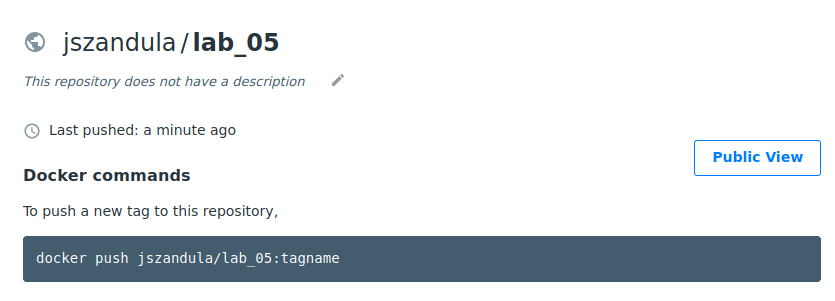 jszandula/lab_05
This repository does not have a description
Last pushed: a minute ago
Public View
Docker commands
To push a new tag to this repository,
docker push jszandula/lab_05:tagname